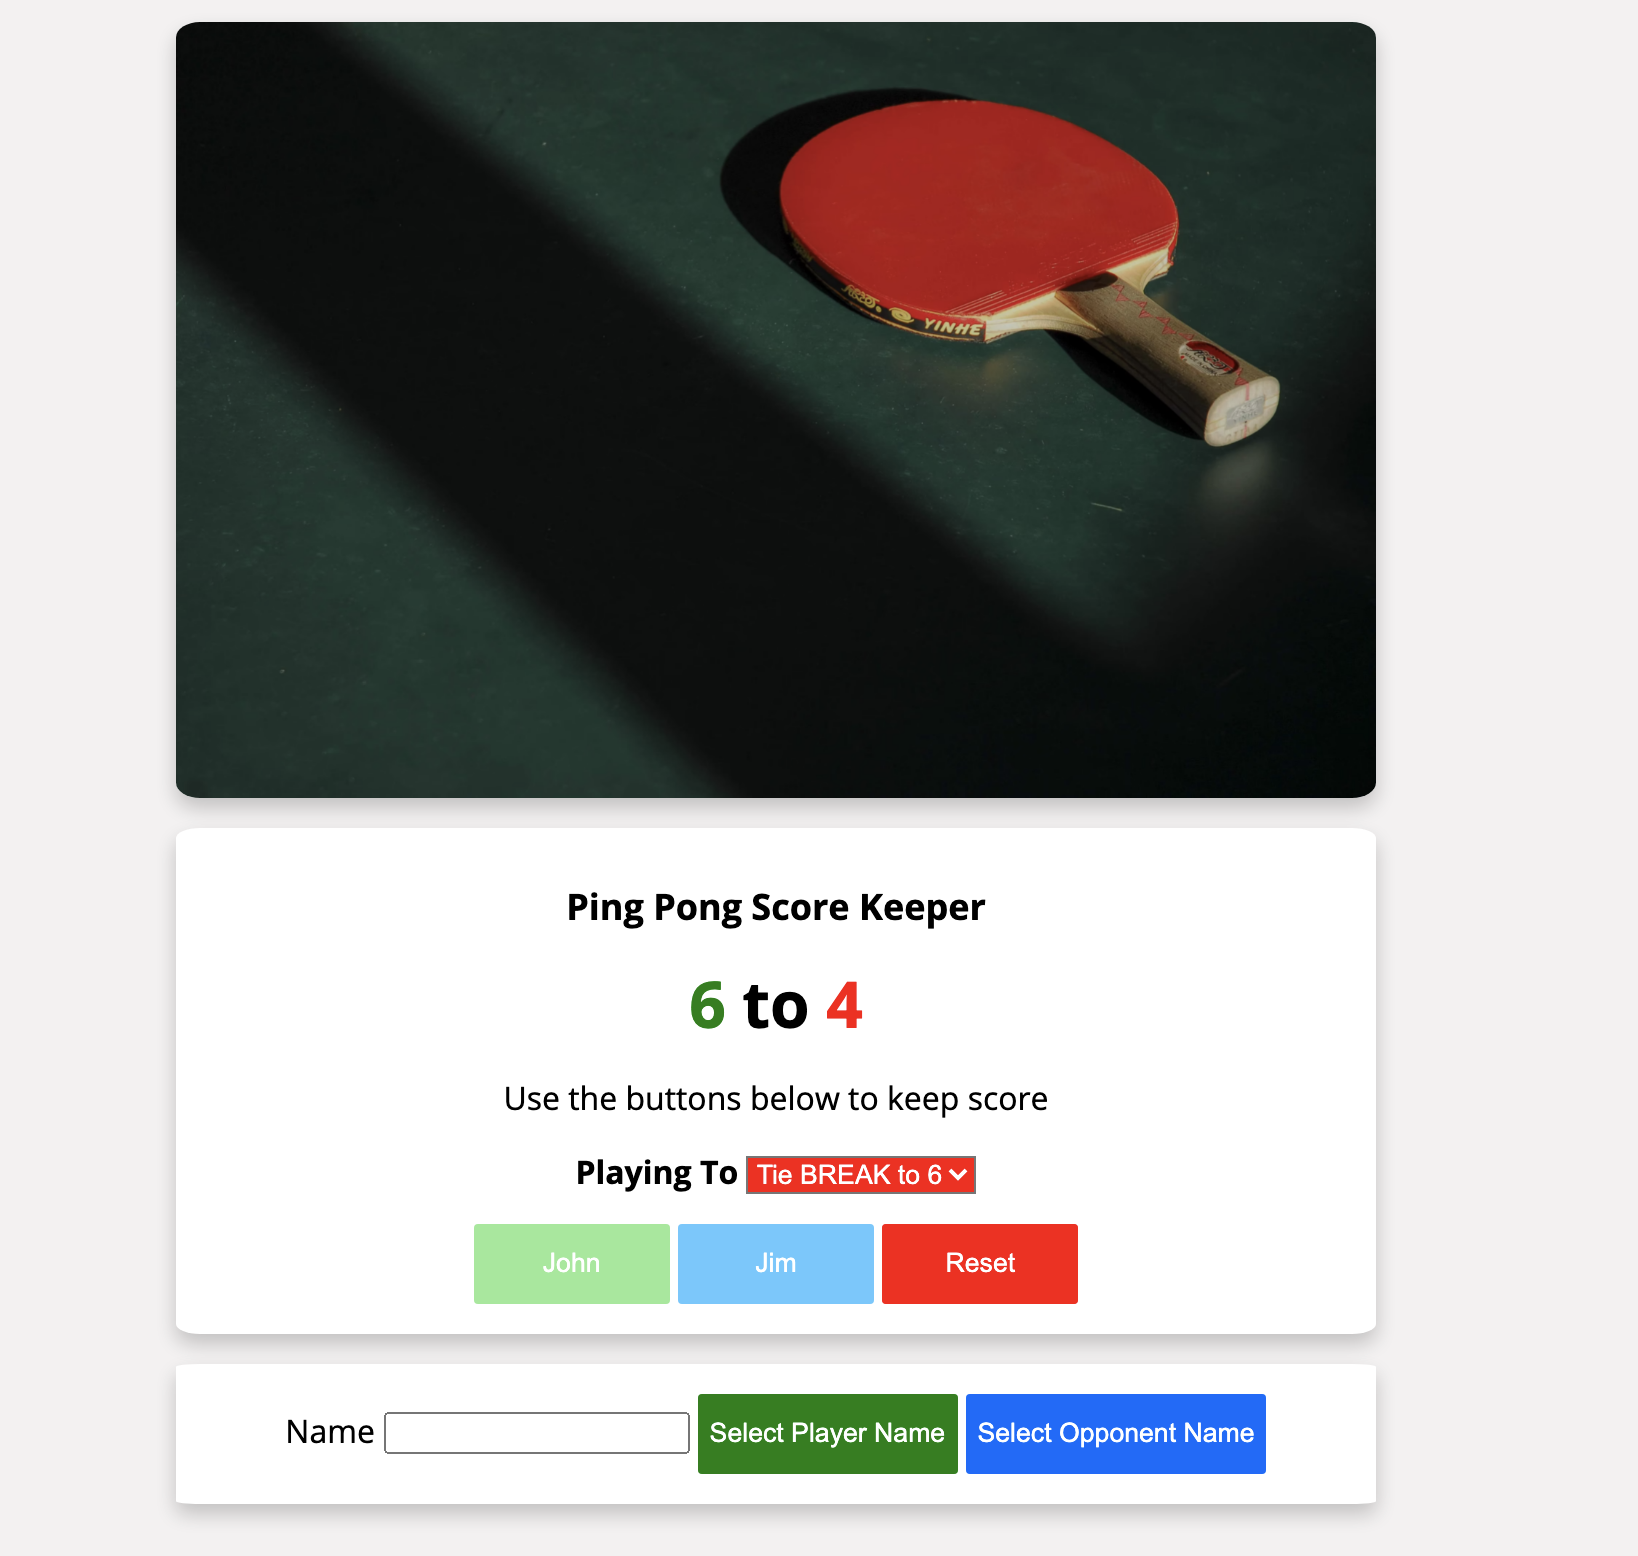 YINHE
Ping Pong Score Keeper
6 to 4
Use the buttons below to keep score
Playing To Tie BREAK to 6
John Jim Reset
Name Select Player Name Select Opponent Name